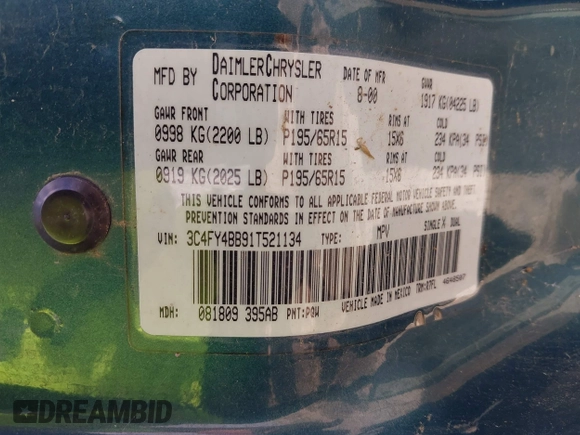 MFD BY DAIMLERCHRYSLER CORPORATION DATE OF MFR 8-00 GVWR 1917 KG(04225 LB)
GAWR FRONT WITH TIRES RIMS AT COLD
0998 KG(2200 LB) P195/65R15 15X6 234 KPA(34 PSI)
GAWR REAR WITH TIRES RIMS AT COLD
0919 KG(2025 LB) P195/65R15 15X6 234 KPA(34 PSI
THIS VEHICLE CONFORMS TO ALL APPLICABLE FEDERAL MOTOR VEHICLE SAFETY AND THEFT
PREVENTION STANDARDS IN EFFECT ON THE DATE OF MANUFACTURE SHOWN ABOVE.
VIN: 3C4FY4BB91T521134 TYPE: MPV SINGLE X DUAL
MDH: 081809 395AB PNT: VEHICLE MADE IN MEXICO TRM:
DREAMBID